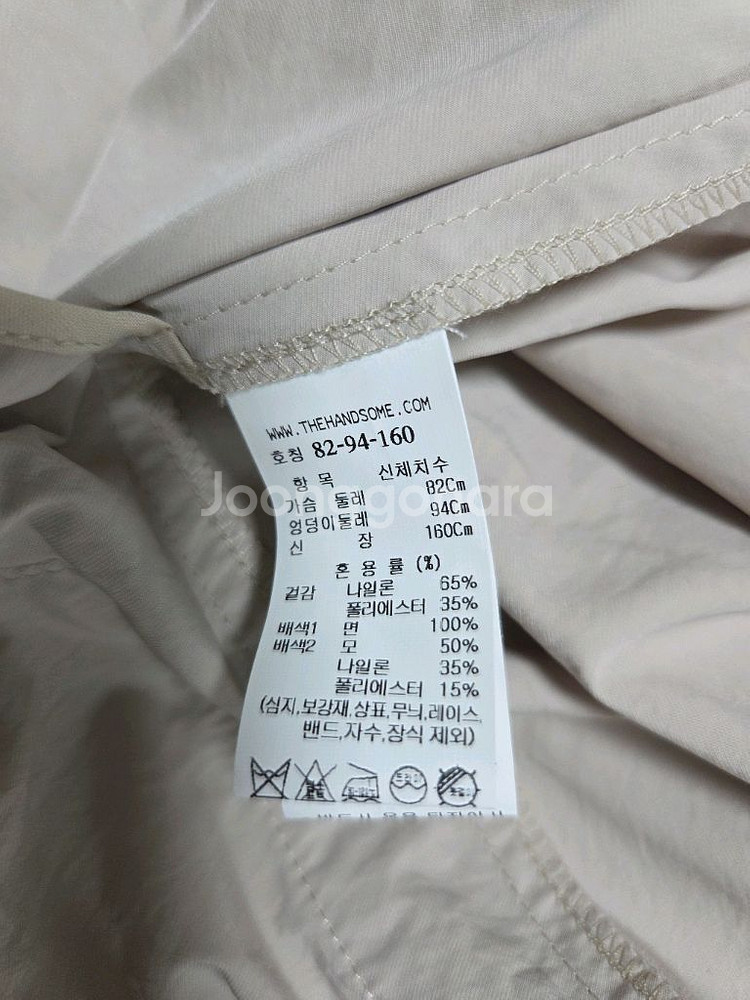 WWW.THEHANDSOME.COM
호칭 82-94-160
항 목 신체치수
가슴 둘레 82Cm
엉덩이둘레 94Cm
신 장 160Cm
혼 용 률 (%)
겉감 나일론 65%
폴리에스터 35%
배색1 면 100%
배색2 모 50%
나일론 35%
폴리에스터 15%
(심지,보강재,상표,무늬,레이스,
밴드,자수,장식 제외)
Joonggonara